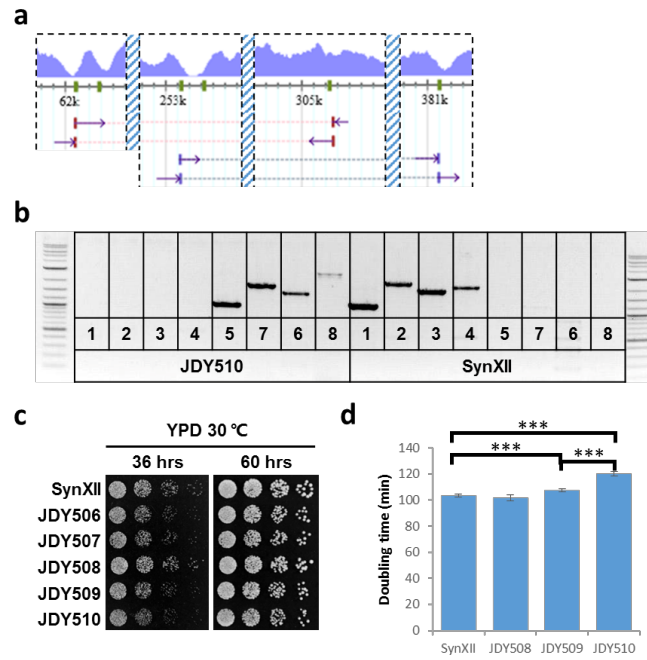 a
62k 253k 305k 381k
b
1 2 3 4 5 7 6 8 1 2 3 4 5 7 6 8
JDY510 SynXII
c
YPD 30 ℃
36 hrs 60 hrs
SynXII
JDY506
JDY507
JDY508
JDY509
JDY510
d
***
*** ***
Doubling time (min)
140
120
100
80
60
40
20
0
SynXII JDY508 JDY509 JDY510